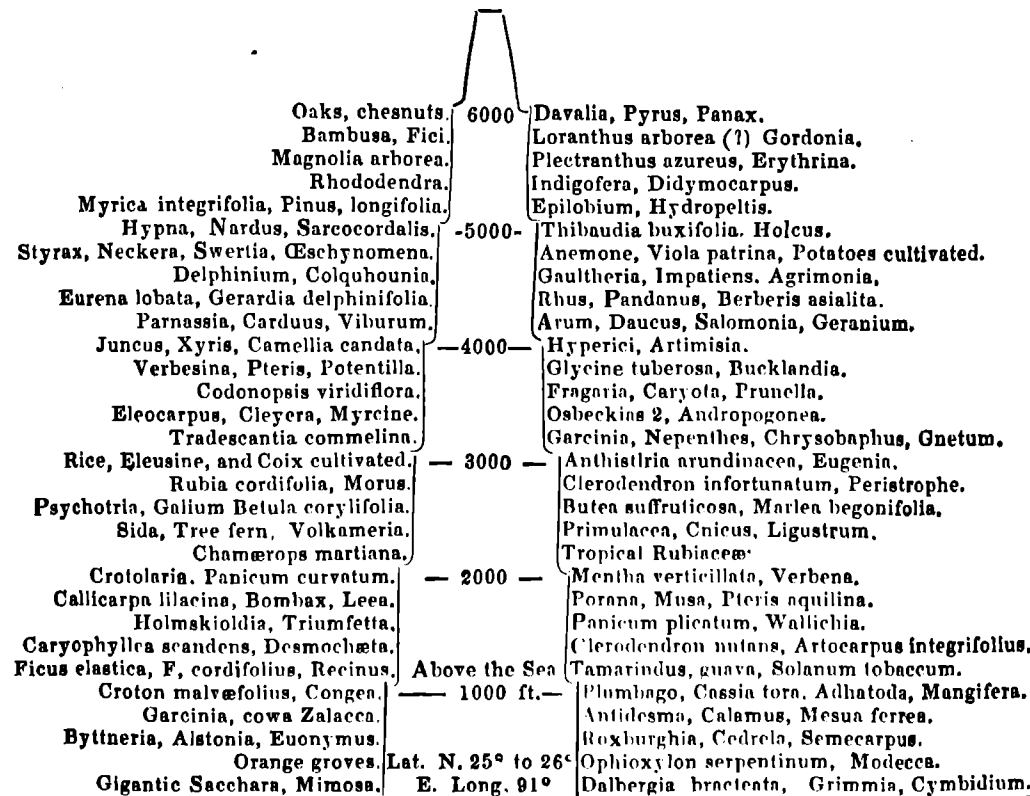 Oaks, chesnuts. 6000 Davalia, Pyrus, Panax.
Bambusa, Fici. Loranthus arborea (?) Gordonia.
Magnolia arborea. Plectranthus azureus, Erythrina.
Rhododendra. Indigofera, Didymocarpus.
Myrica integrifolia, Pinus, longifolia. Epilobium, Hydropeltis.
Hypna, Nardus, Sarcocordalis. -5000- Thibaudia buxifolia. Holcus.
Styrax, Neckera, Swertia, Œschynomena. Anemone, Viola patrina, Potatoes cultivated.
Delphinium, Colquhounia. Gaultheria, Impatiens. Agrimonia,
Eurena lobata, Gerardia delphinifolia. Rhus, Pandanus, Berberis asialita.
Parnassia, Carduus, Viburum. Arum, Daucus, Salomonia, Geranium.
Juncus, Xyris, Camellia candata. —4000— Hyperici, Artimisia.
Verbesina, Pteris, Potentilla. Glycine tuberosa, Bucklandia.
Codonopsis viridiflora. Fragaria, Caryota, Prunella.
Eleocarpus, Cleyera, Myrcine. Osbeckias 2, Andropogonea.
Tradescantia commelina. Garcinia, Nepenthes, Chrysobaphus, Gnetum.
Rice, Eleusine, and Coix cultivated. — 3000 — Anthistiria arundinacea, Eugenia.
Rubia cordifolia, Morus. Clerodendron infortunatum, Peristrophe.
Psychotria, Galium Betula corylifolia. Butea suffruticosa, Marlea begonifolia.
Sida, Tree fern, Volkameria. Primulacea, Cnicus, Ligustrum.
Chamærops martiana. Tropical Rubiaceæ.
Crotolaria. Panicum curvatum. — 2000 — Mentha verticillata, Verbena.
Callicarpa lilacina, Bombax, Leea. Porana, Musa, Pteris aquilina.
Holmskioldia, Triumfetta. Panicum plicatum, Wallichia.
Caryophylla scandens, Desmochæta. Clerodendron nutans, Artocarpus integrifolius.
Ficus elastica, F, cordifolius, Recinus. Above the Sea Tamarindus, guava, Solanum tobaccum.
Croton malvæfolius, Congea. — 1000 ft.— Plumbago, Cassia tora, Adhatoda, Mangifera.
Garcinia, cowa Zalacca. Antidesma, Calamus, Mesua ferrea.
Byttneria, Alstonia, Euonymus. Roxburghia, Cedrela, Semecarpus.
Orange groves. Lat. N. 25° to 26° Ophioxylon serpentinum, Modecca.
Gigantic Sacchara, Mimosa. E. Long. 91° Dalbergia bracteata, Grimmia, Cymbidium.